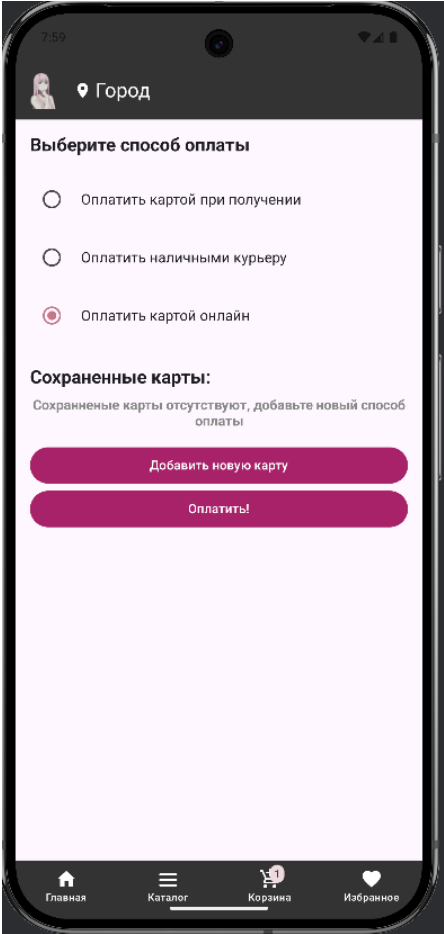 7:59
Город
Выберите способ оплаты
Оплатить картой при получении
Оплатить наличными курьеру
Оплатить картой онлайн
Сохраненные карты:
Сохранненые карты отсутствуют, добавьте новый способ
оплаты
Добавить новую карту
Оплатить!
1
Главная
Каталог
Корзина
Избранное